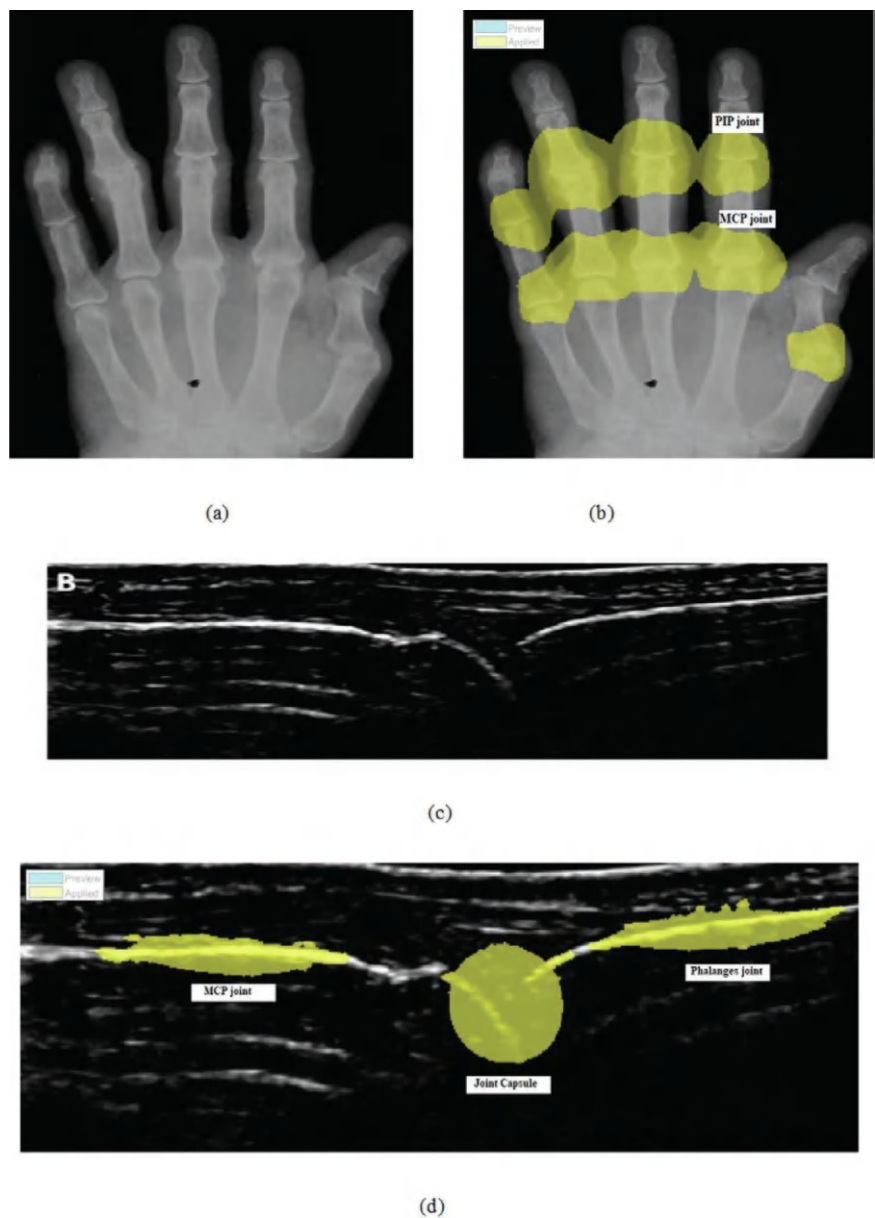 Preview
Applied
PIP joint
MCP joint
(a)
(b)
B
(c)
Preview
Applied
MCP joint
Phalanges joint
Joint Capsule
(d)